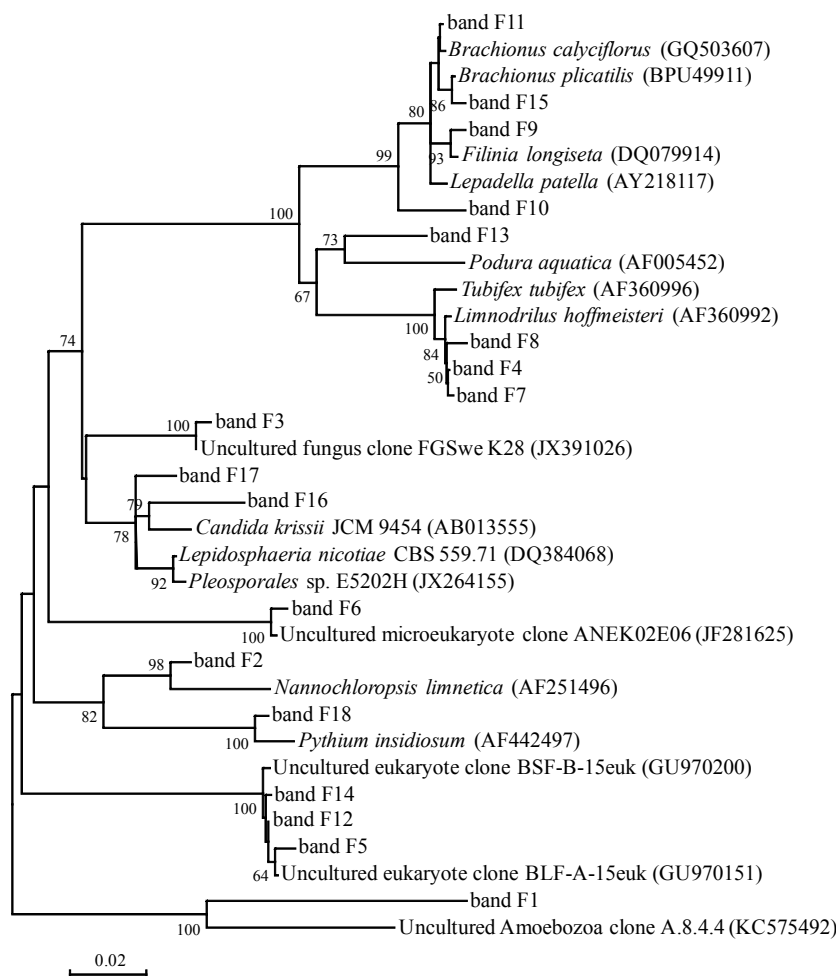 band F11
Brachionus calyciflorus (GQ503607)
Brachionus plicatilis (BPU49911)
86
band F15
80
band F9
93
Filinia longiseta (DQ079914)
99
Lepadella patella (AY218117)
band F10
100
band F13
73
Podura aquatica (AF005452)
67
Tubifex tubifex (AF360996)
Limnodrilus hoffmeisteri (AF360992)
100
band F8
84
band F4
50
band F7
74
band F3
100
Uncultured fungus clone FGSwe K28 (JX391026)
band F17
79
band F16
78
Candida krissii JCM 9454 (AB013555)
Lepidosphaeria nicotiae CBS 559.71 (DQ384068)
92
Pleosporales sp. E5202H (JX264155)
band F6
100
Uncultured microeukaryote clone ANEK02E06 (JF281625)
98
band F2
Nannochloropsis limnetica (AF251496)
82
band F18
100
Pythium insidiosum (AF442497)
Uncultured eukaryote clone BSF-B-15euk (GU970200)
band F14
100
band F12
band F5
64
Uncultured eukaryote clone BLF-A-15euk (GU970151)
band F1
100
Uncultured Amoebozoa clone A.8.4.4 (KC575492)
0.02